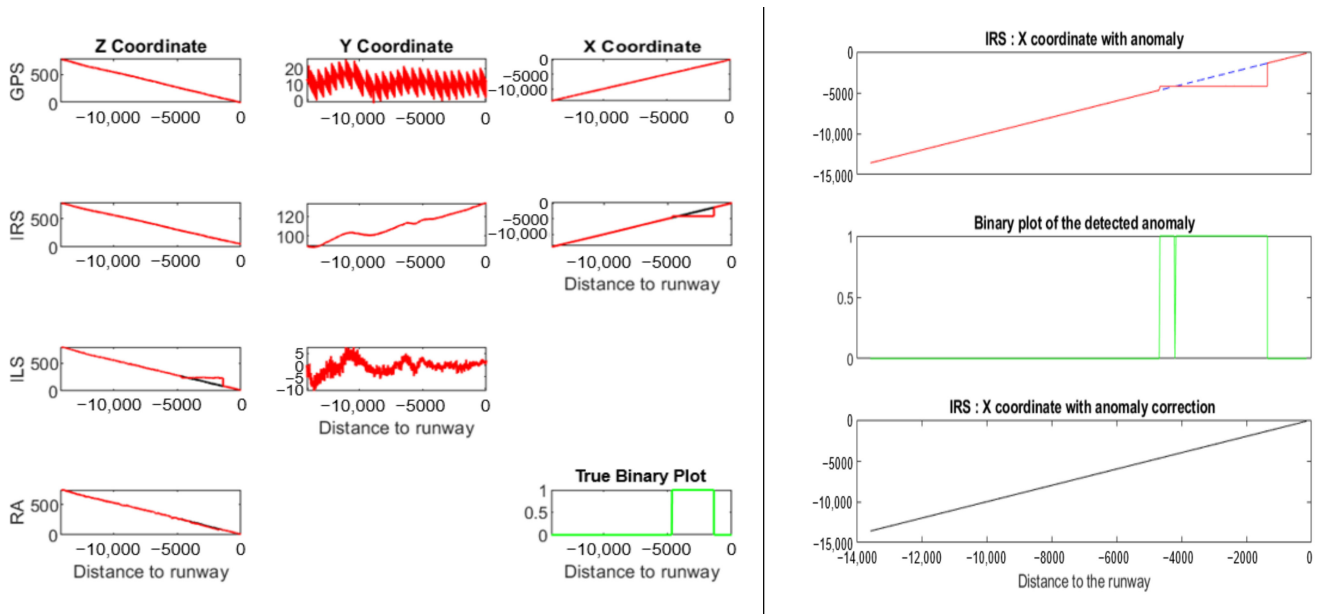 Z Coordinate
Y Coordinate
X Coordinate
GPS
500
0
−10,000 −5000 0
20
10
0
−10,000 −5000 0
0
−5000
−10,000
−10,000 −5000 0
IRS
500
0
−10,000 −5000 0
120
100
−10,000 −5000 0
0
−5000
−10,000
−10,000 −5000 0
Distance to runway
ILS
500
0
−10,000 −5000 0
5
0
−5
−10
−10,000 −5000 0
Distance to runway
RA
500
0
−10,000 −5000 0
Distance to runway
True Binary Plot
1
0.5
0
−10,000 −5000 0
Distance to runway
IRS : X coordinate with anomaly
0
−5000
−10,000
−15,000
Binary plot of the detected anomaly
1
0.5
0
IRS : X coordinate with anomaly correction
0
−5000
−10,000
−15,000
−14,000 −12,000 −10,000 −8000 −6000 −4000 −2000 0
Distance to the runway